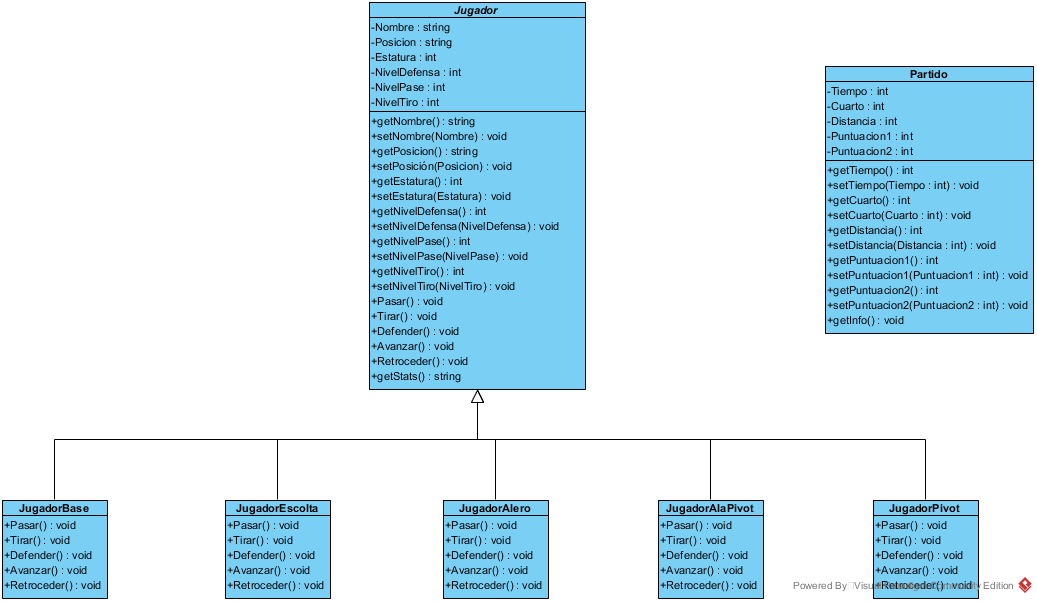 Jugador
-Nombre : string
-Posicion : string
-Estatura : int
-NivelDefensa : int
-NivelPase : int
-NivelTiro : int
+getNombre() : string
+setNombre(Nombre) : void
+getPosicion() : string
+setPosición(Posicion) : void
+getEstatura() : int
+setEstatura(Estatura) : void
+getNivelDefensa() : int
+setNivelDefensa(NivelDefensa) : void
+getNivelPase() : int
+setNivelPase(NivelPase) : void
+getNivelTiro() : int
+setNivelTiro(NivelTiro) : void
+Pasar() : void
+Tirar() : void
+Defender() : void
+Avanzar() : void
+Retroceder() : void
+getStats() : string
Partido
-Tiempo : int
-Cuarto : int
-Distancia : int
-Puntuacion1 : int
-Puntuacion2 : int
+getTiempo() : int
+setTiempo(Tiempo : int) : void
+getCuarto() : int
+setCuarto(Cuarto : int) : void
+getDistancia() : int
+setDistancia(Distancia : int) : void
+getPuntuacion1() : int
+setPuntuacion1(Puntuacion1 : int) : void
+getPuntuacion2() : int
+setPuntuacion2(Puntuacion2 : int) : void
+getInfo() : void
JugadorBase
+Pasar() : void
+Tirar() : void
+Defender() : void
+Avanzar() : void
+Retroceder() : void
JugadorEscolta
+Pasar() : void
+Tirar() : void
+Defender() : void
+Avanzar() : void
+Retroceder() : void
JugadorAlero
+Pasar() : void
+Tirar() : void
+Defender() : void
+Avanzar() : void
+Retroceder() : void
JugadorAlaPivot
+Pasar() : void
+Tirar() : void
+Defender() : void
+Avanzar() : void
+Retroceder() : void
JugadorPivot
+Pasar() : void
+Tirar() : void
+Defender() : void
+Avanzar() : void
+Retroceder() : void
Powered By Visual Edition